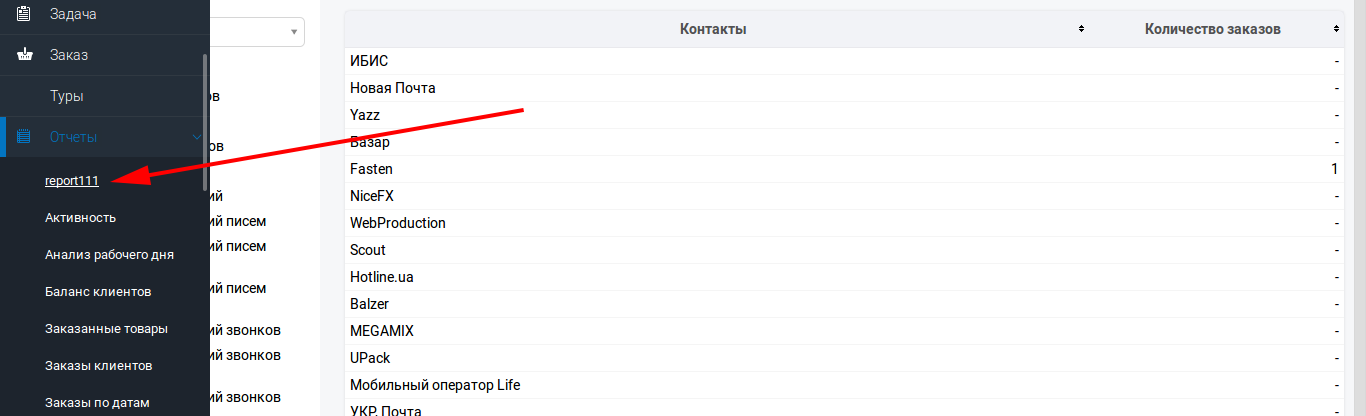 Задача
Заказ
Туры
Отчеты
report111
Активность
Анализ рабочего дня
Баланс клиентов
Заказанные товары
Заказы клиентов
Заказы по датам
ов
ов
ий
ий писем
ий писем
ий писем
ий звонков
ий звонков
ий звонков
Контакты Количество заказов
ИБИС -
Новая Почта -
Yazz -
Базар -
Fasten 1
NiceFX -
WebProduction -
Scout -
Hotline.ua -
Balzer -
MEGAMIX -
UPack -
Мобильный оператор Life -
УКР. Почта -